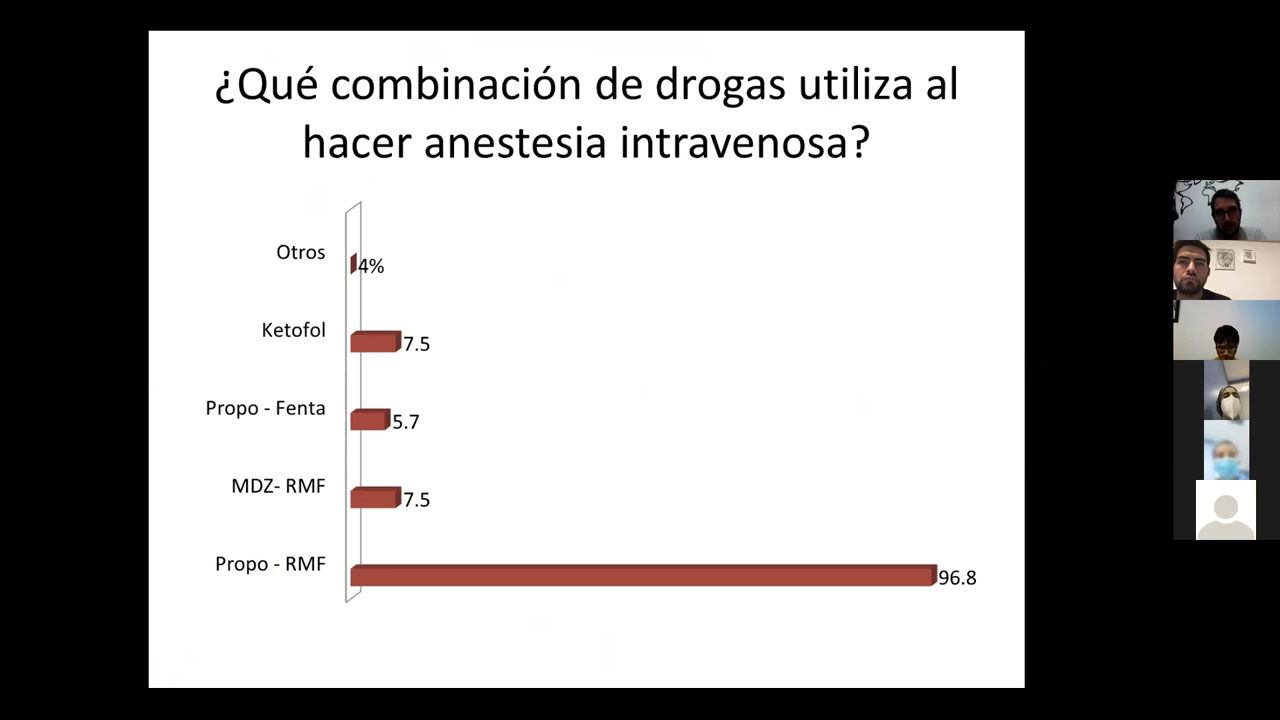 ¿Qué combinación de drogas utiliza al
hacer anestesia intravenosa?
Otros
4%
Ketofol
7.5
Propo - Fenta
5.7
MDZ- RMF
7.5
Propo - RMF
96.8